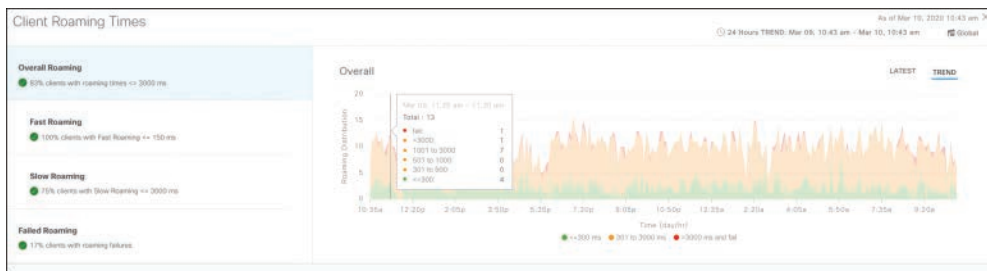 Client Roaming Times
As of Mar 10, 2020 10:43 am
24 Hours TREND: Mar 09, 10:43 am - Mar 10, 10:43 am
Global
Overall Roaming
83% clients with roaming times <= 3000 ms
Fast Roaming
100% clients with Fast Roaming <= 150 ms
Slow Roaming
75% clients with Slow Roaming <= 3000 ms
Failed Roaming
17% clients with roaming failures
Overall
LATEST
TREND
Roaming Distribution
20
15
10
5
0
Total : 13
1
>3000 1
1001 to 3000 7
501 to 1000 0
301 to 500 0
<=300 4
10:35a 12:20p 2:05p 3:50p 5:35p 7:20p 9:05p 10:50p 12:35a 2:20a 4:05a 5:50a 7:35a 9:20a
Time (day/hr)
<=300 ms 301 to 3000 ms >3000 ms and fail